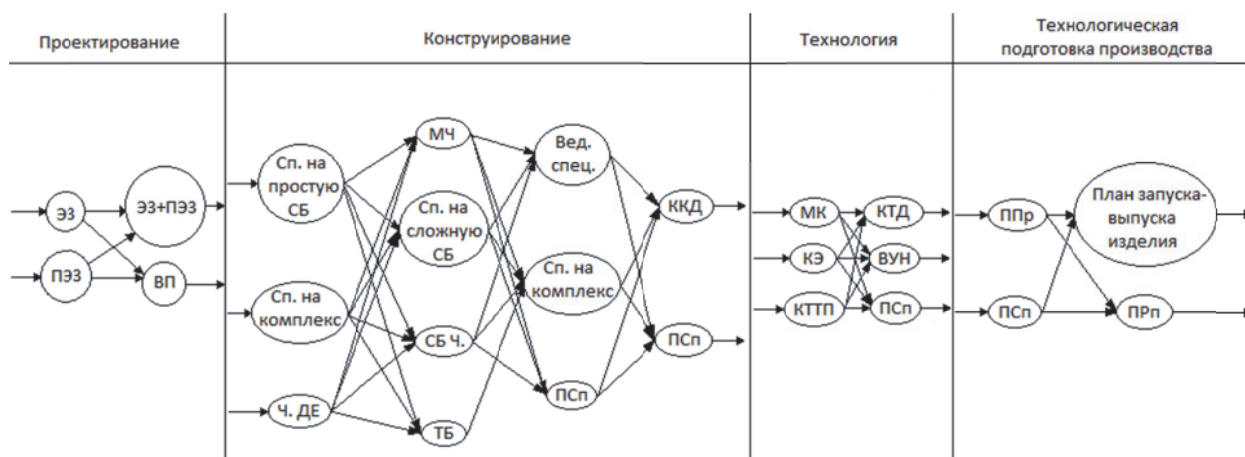 Проектирование
Конструирование
Технология
Технологическая
подготовка производства
ЭЗ
ПЭЗ
ЭЗ+ПЭЗ
ВП
Сп. на
простую
СБ
Сп. на
комплекс
Ч. ДЕ
МЧ
Сп. на
сложную
СБ
СБ Ч.
ТБ
Вед.
спец.
Сп. на
комплекс
ПСп
ККД
ПСп
МК
КЭ
КТТП
КТД
ВУН
ПСп
ППр
ПСп
План запуска-
выпуска
изделия
ПРп